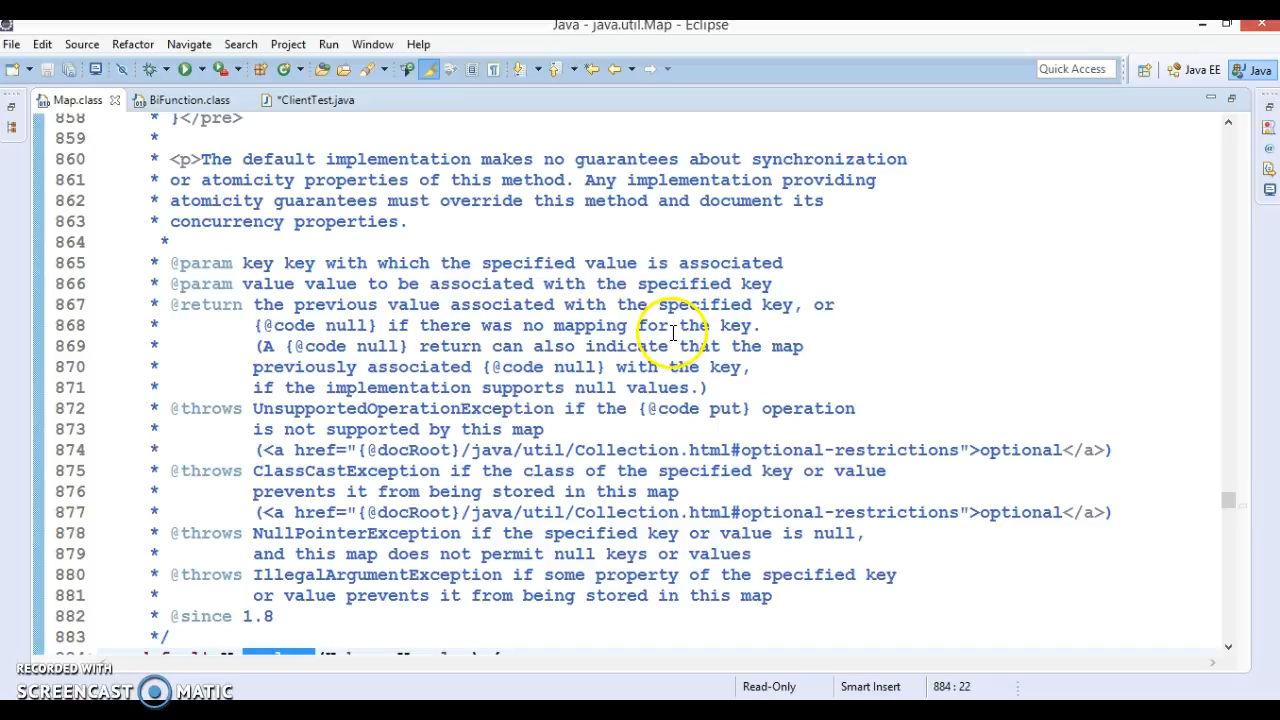 Java - java.util.Map - Eclipse
File Edit Source Refactor Navigate Search Project Run Window Help
Quick Access Java EE Java
Map.class BiFunction.class *ClientTest.java
858 * }</pre>
859 *
860 * <p>The default implementation makes no guarantees about synchronization
861 * or atomicity properties of this method. Any implementation providing
862 * atomicity guarantees must override this method and document its
863 * concurrency properties.
864 *
865 * @param key key with which the specified value is associated
866 * @param value value to be associated with the specified key
867 * @return the previous value associated with the specified key, or
868 * {@code null} if there was no mapping for the key.
869 * (A {@code null} return can also indicate that the map
870 * previously associated {@code null} with the key,
871 * if the implementation supports null values.)
872 * @throws UnsupportedOperationException if the {@code put} operation
873 * is not supported by this map
874 * (<a href="{@docRoot}/java/util/Collection.html#optional-restrictions">optional</a>)
875 * @throws ClassCastException if the class of the specified key or value
876 * prevents it from being stored in this map
877 * (<a href="{@docRoot}/java/util/Collection.html#optional-restrictions">optional</a>)
878 * @throws NullPointerException if the specified key or value is null,
879 * and this map does not permit null keys or values
880 * @throws IllegalArgumentException if some property of the specified key
881 * or value prevents it from being stored in this map
882 * @since 1.8
883 */
RECORDED WITH
SCREENCAST MATIC
Read-Only Smart Insert 884 : 22